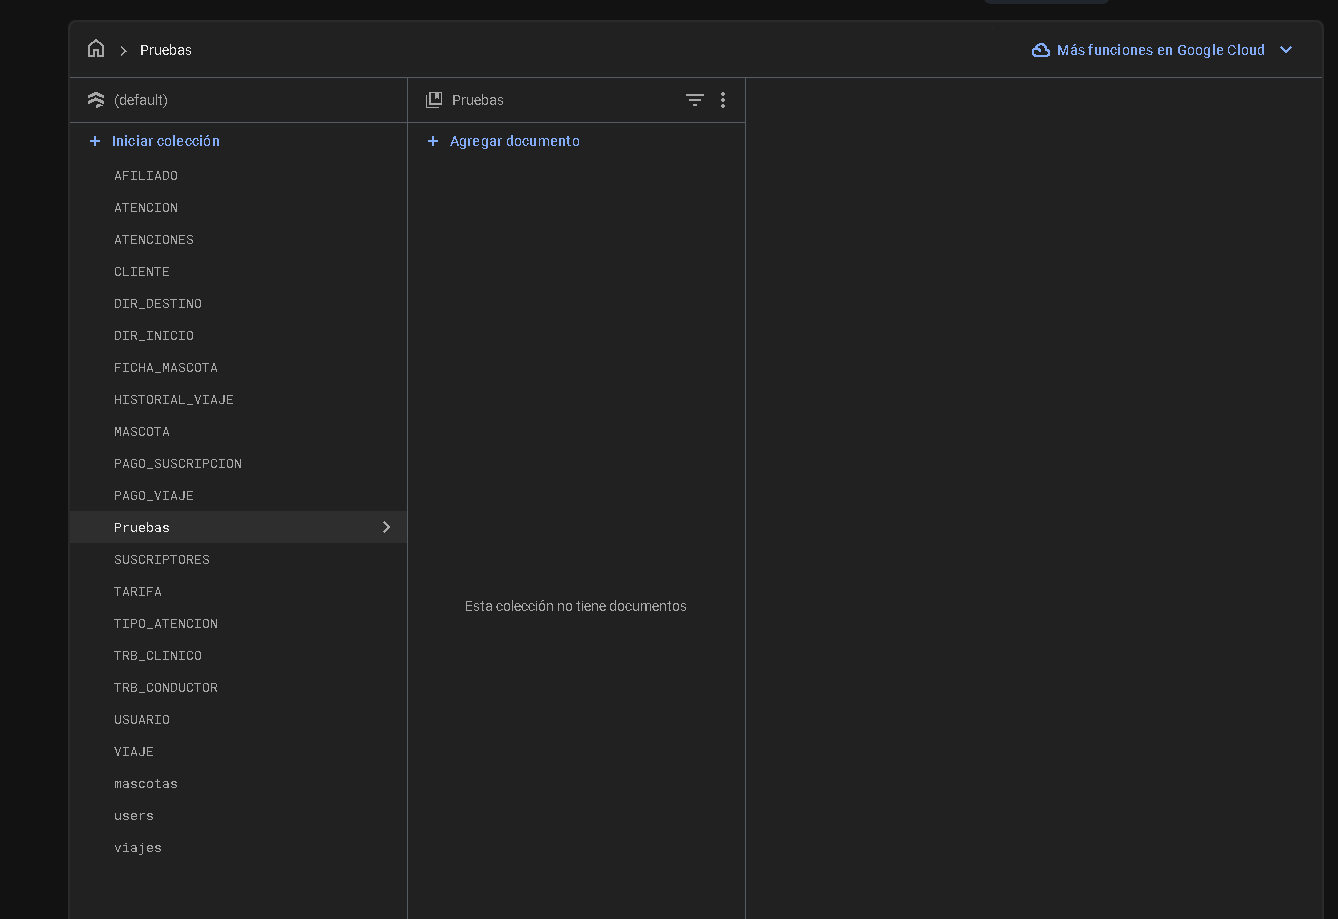 Pruebas
Más funciones en Google Cloud
(default)
Pruebas
Iniciar colección
Agregar documento
AFILIADO
ATENCION
ATENCIONES
CLIENTE
DIR_DESTINO
DIR_INICIO
FICHA_MASCOTA
HISTORIAL_VIAJE
MASCOTA
PAGO_SUSCRIPCION
PAGO_VIAJE
Pruebas
SUSCRIPTORES
TARIFA
TIPO_ATENCION
TRB_CLINICO
TRB_CONDUCTOR
USUARIO
VIAJE
mascotas
users
viajes
Esta colección no tiene documentos